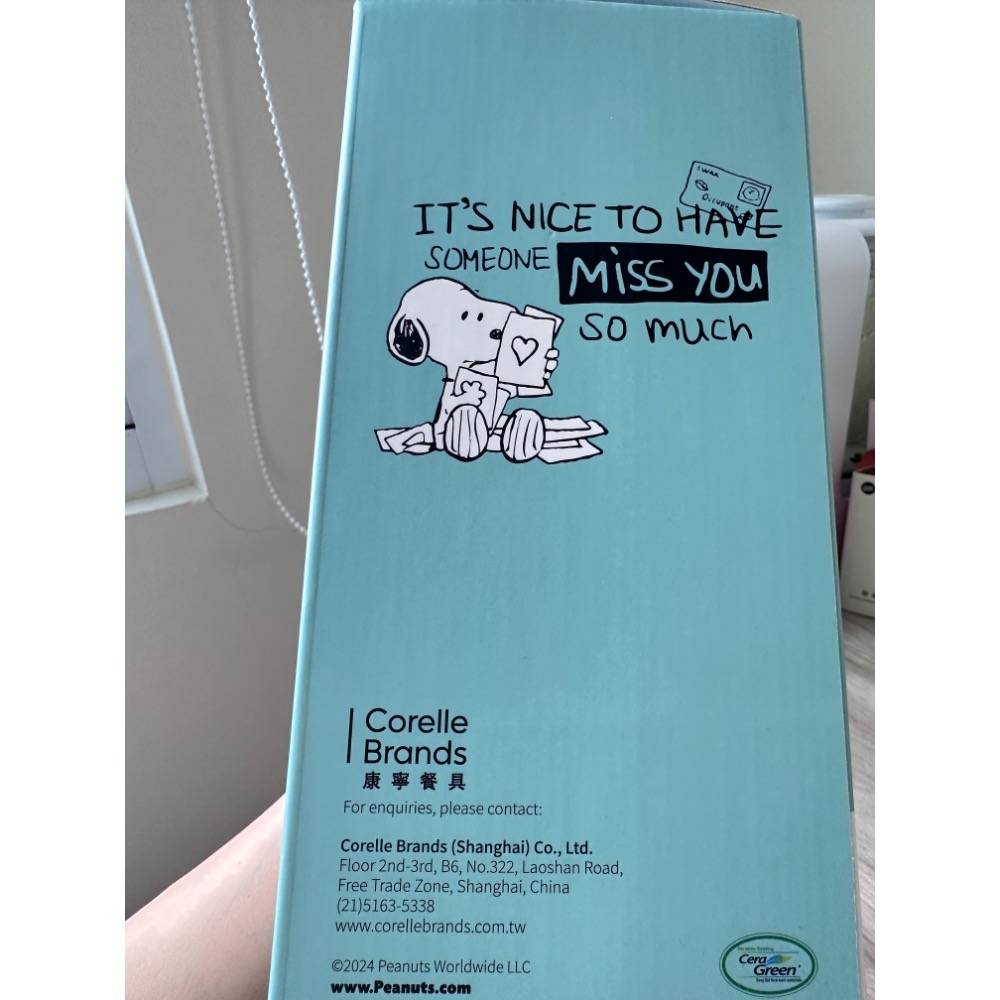 Occupant
IT'S NICE TO HAVE
SOMEONE MISS YOU
SO MUCH
Corelle
Brands
康寧餐具
For enquiries, please contact:
Corelle Brands (Shanghai) Co., Ltd.
Floor 2nd-3rd, B6, No.322, Laoshan Road,
Free Trade Zone, Shanghai, China
(21)5163-5338
www.corellebrands.com.tw
©2024 Peanuts Worldwide LLC
www.Peanuts.com
Cera
Green